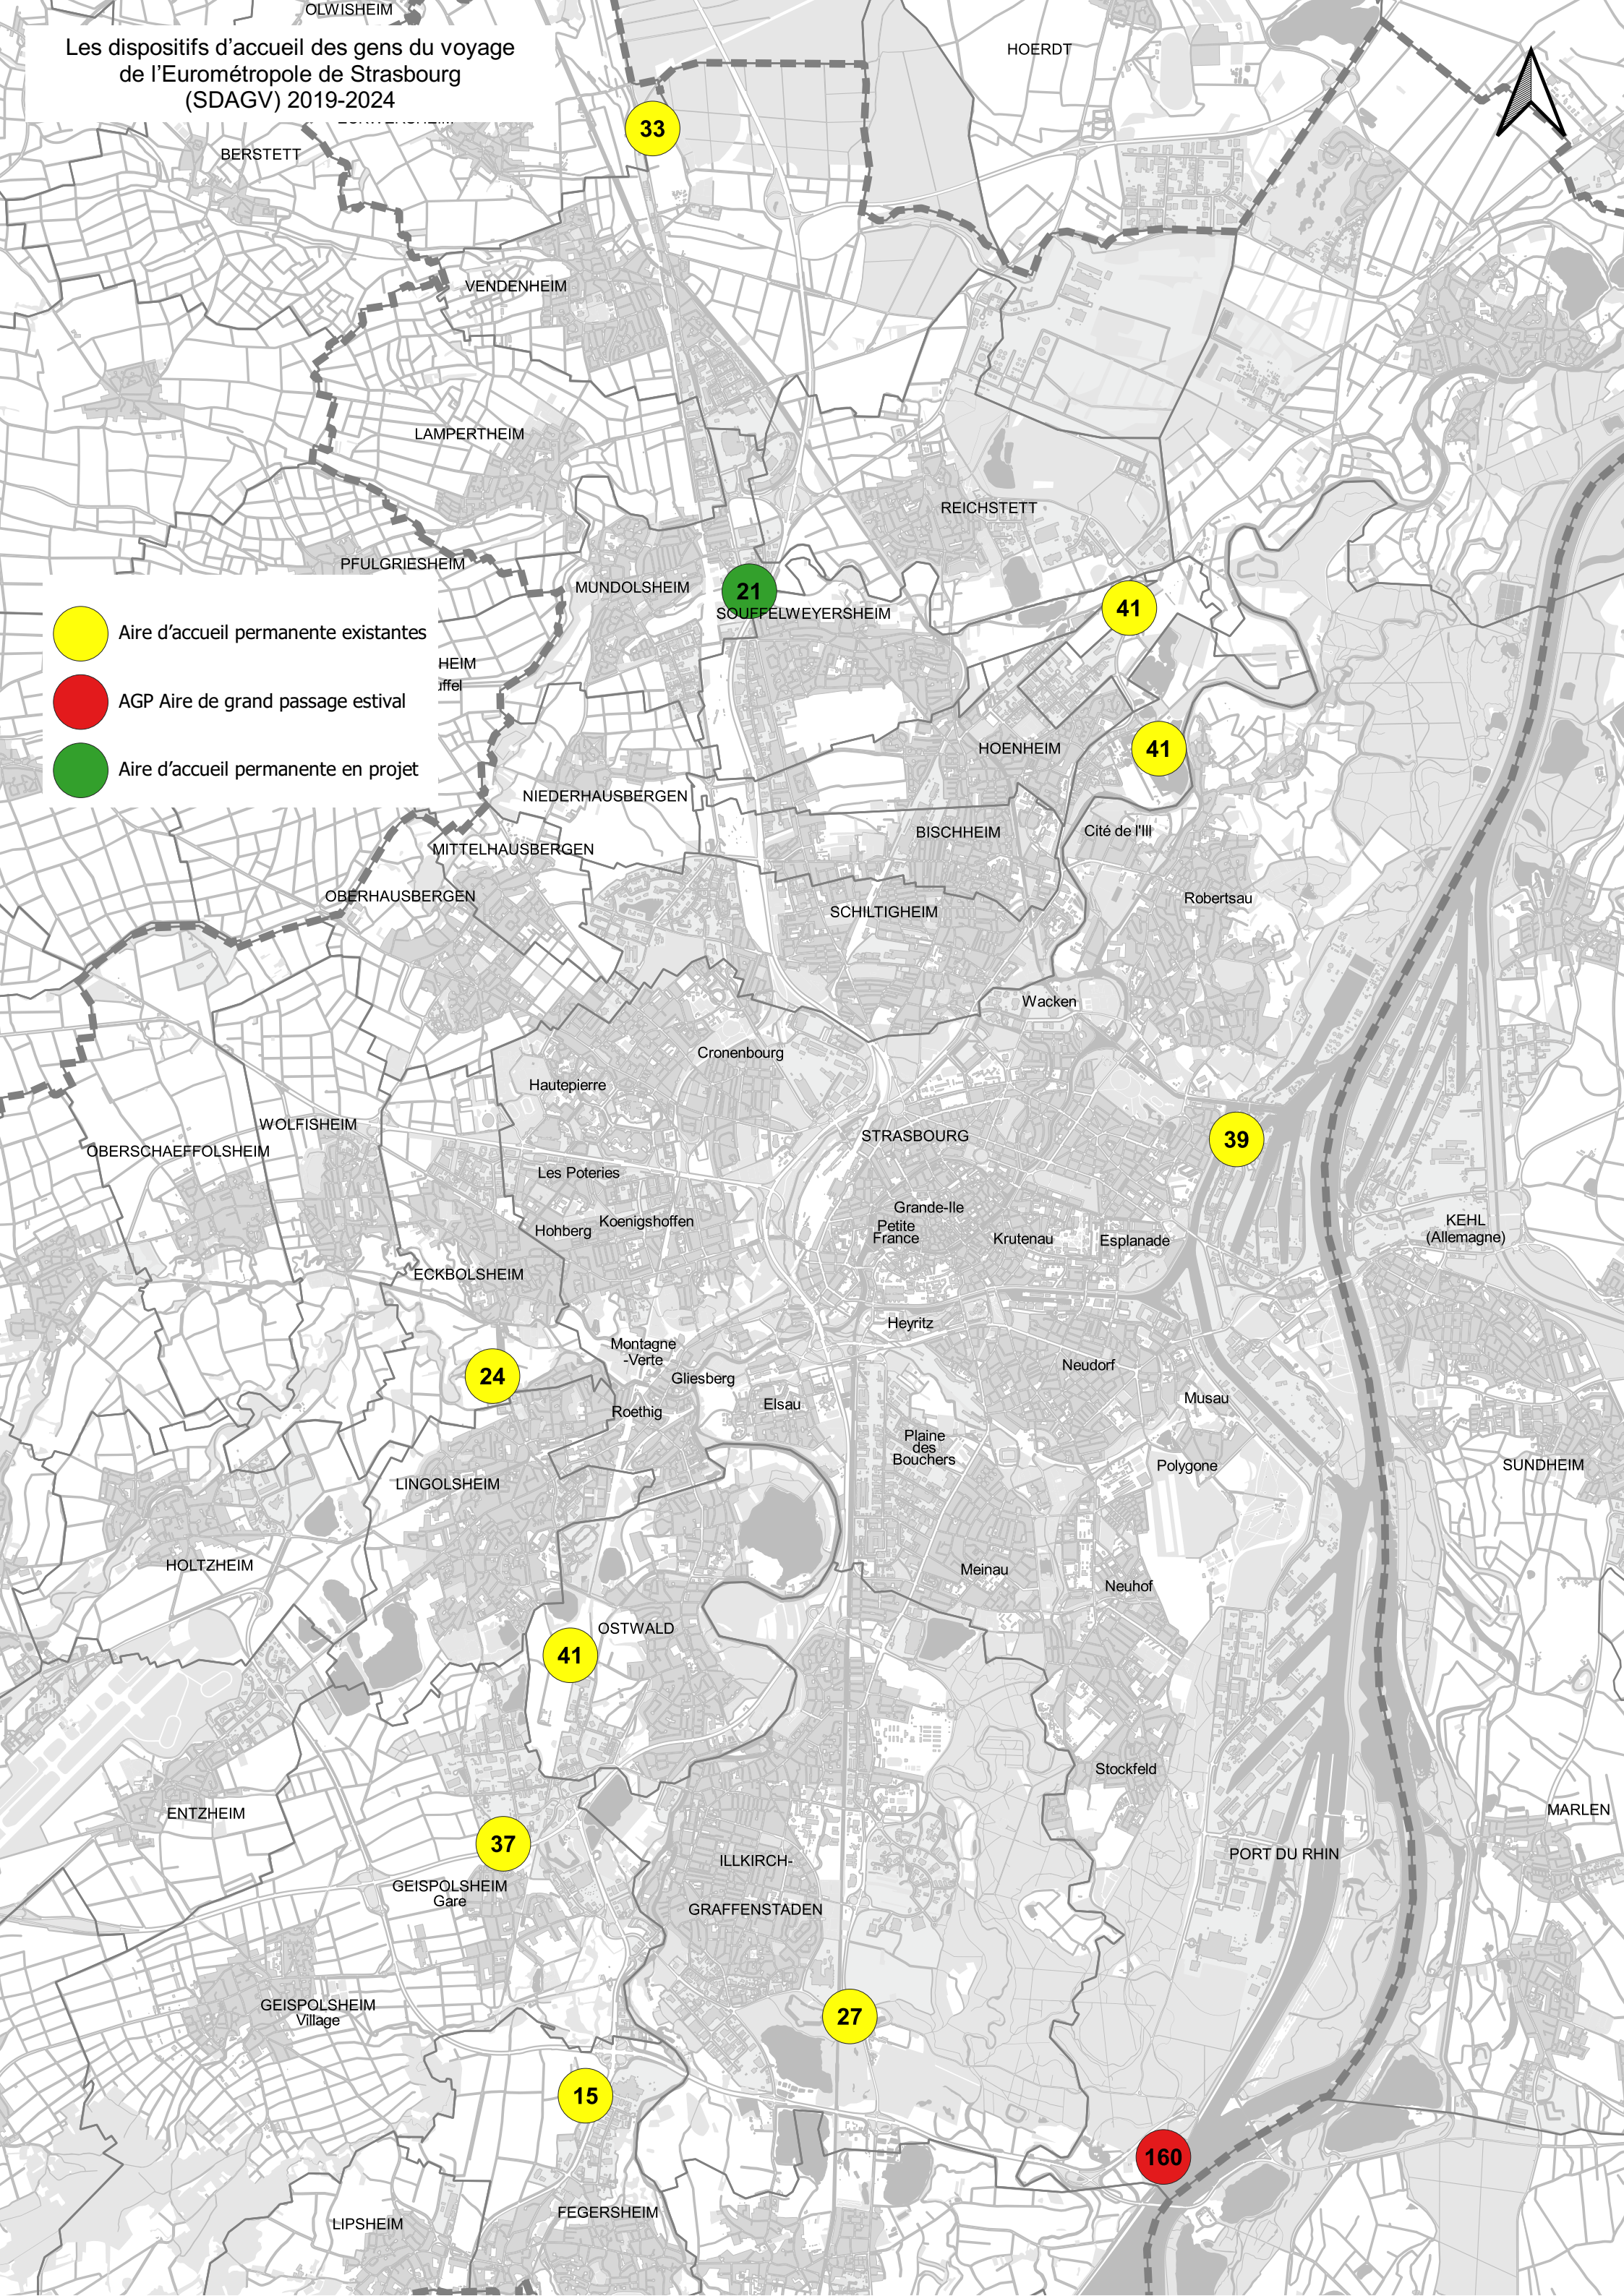 OLWISHEIM
Les dispositifs d’accueil des gens du voyage
de l’Eurométropole de Strasbourg
(SDAGV) 2019-2024
HOERDT
33
BERSTETT
VENDENHEIM
LAMPERTHEIM
REICHSTETT
PFULGRIESHEIM
MUNDOLSHEIM
21
SOUFFELWEYERSHEIM
41
Aire d’accueil permanente existantes
AGP Aire de grand passage estival
Aire d’accueil permanente en projet
HEIM
uffel
HOENHEIM
41
NIEDERHAUSBERGEN
BISCHHEIM
Cité de l'Ill
MITTELHAUSBERGEN
OBERHAUSBERGEN
SCHILTIGHEIM
Robertsau
Wacken
Cronenbourg
Hautepierre
WOLFISHEIM
STRASBOURG
39
OBERSCHAEFFOLSHEIM
Les Poteries
Grande-Ile
Hohberg
Koenigshoffen
Petite
France
Krutenau
Esplanade
KEHL
(Allemagne)
ECKBOLSHEIM
Heyritz
Montagne
-Verte
Neudorf
24
Gliesberg
Elsau
Musau
Roethig
Plaine
des
Bouchers
Polygone
SUNDHEIM
LINGOLSHEIM
HOLTZHEIM
Meinau
Neuhof
OSTWALD
41
Stockfeld
ENTZHEIM
MARLEN
37
PORT DU RHIN
ILLKIRCH-
GRAFFENSTADEN
GEISPOLSHEIM
Gare
GEISPOLSHEIM
Village
27
15
160
FEGERSHEIM
LIPSHEIM